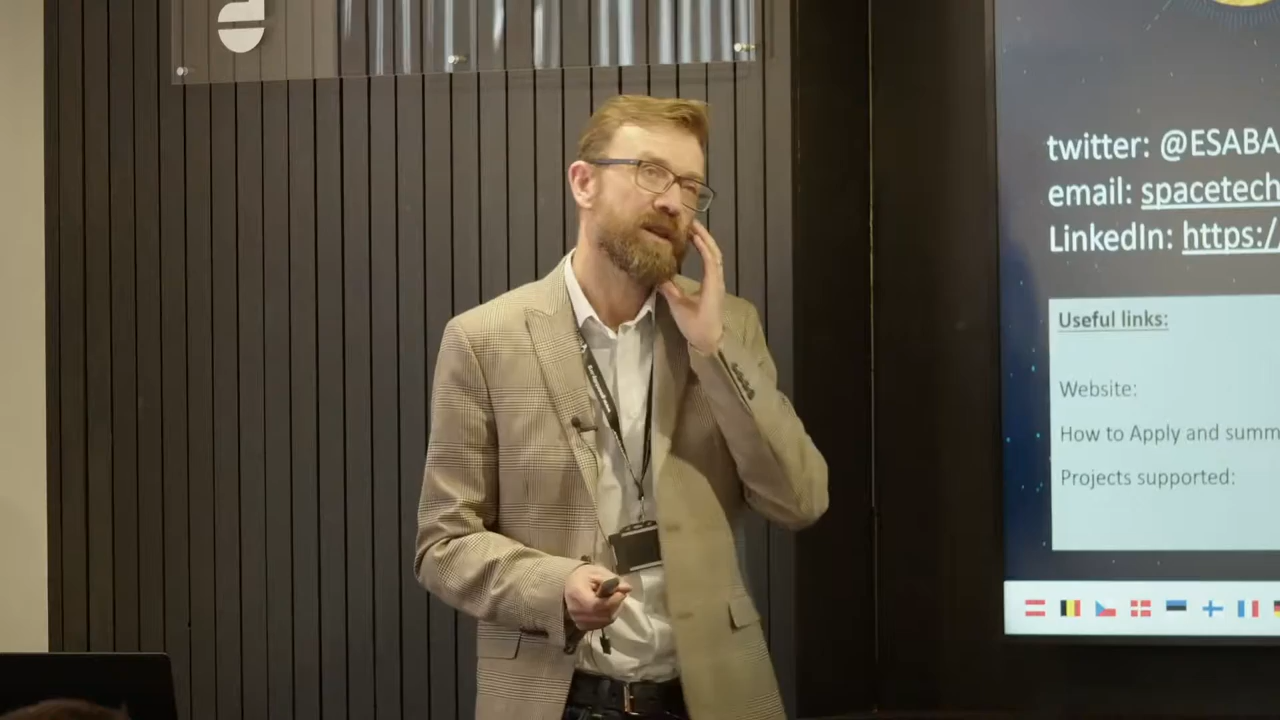 twitter: @ESABA
email: spacetech
LinkedIn: https:/
Useful links:
Website:
How to Apply and summ
Projects supported: